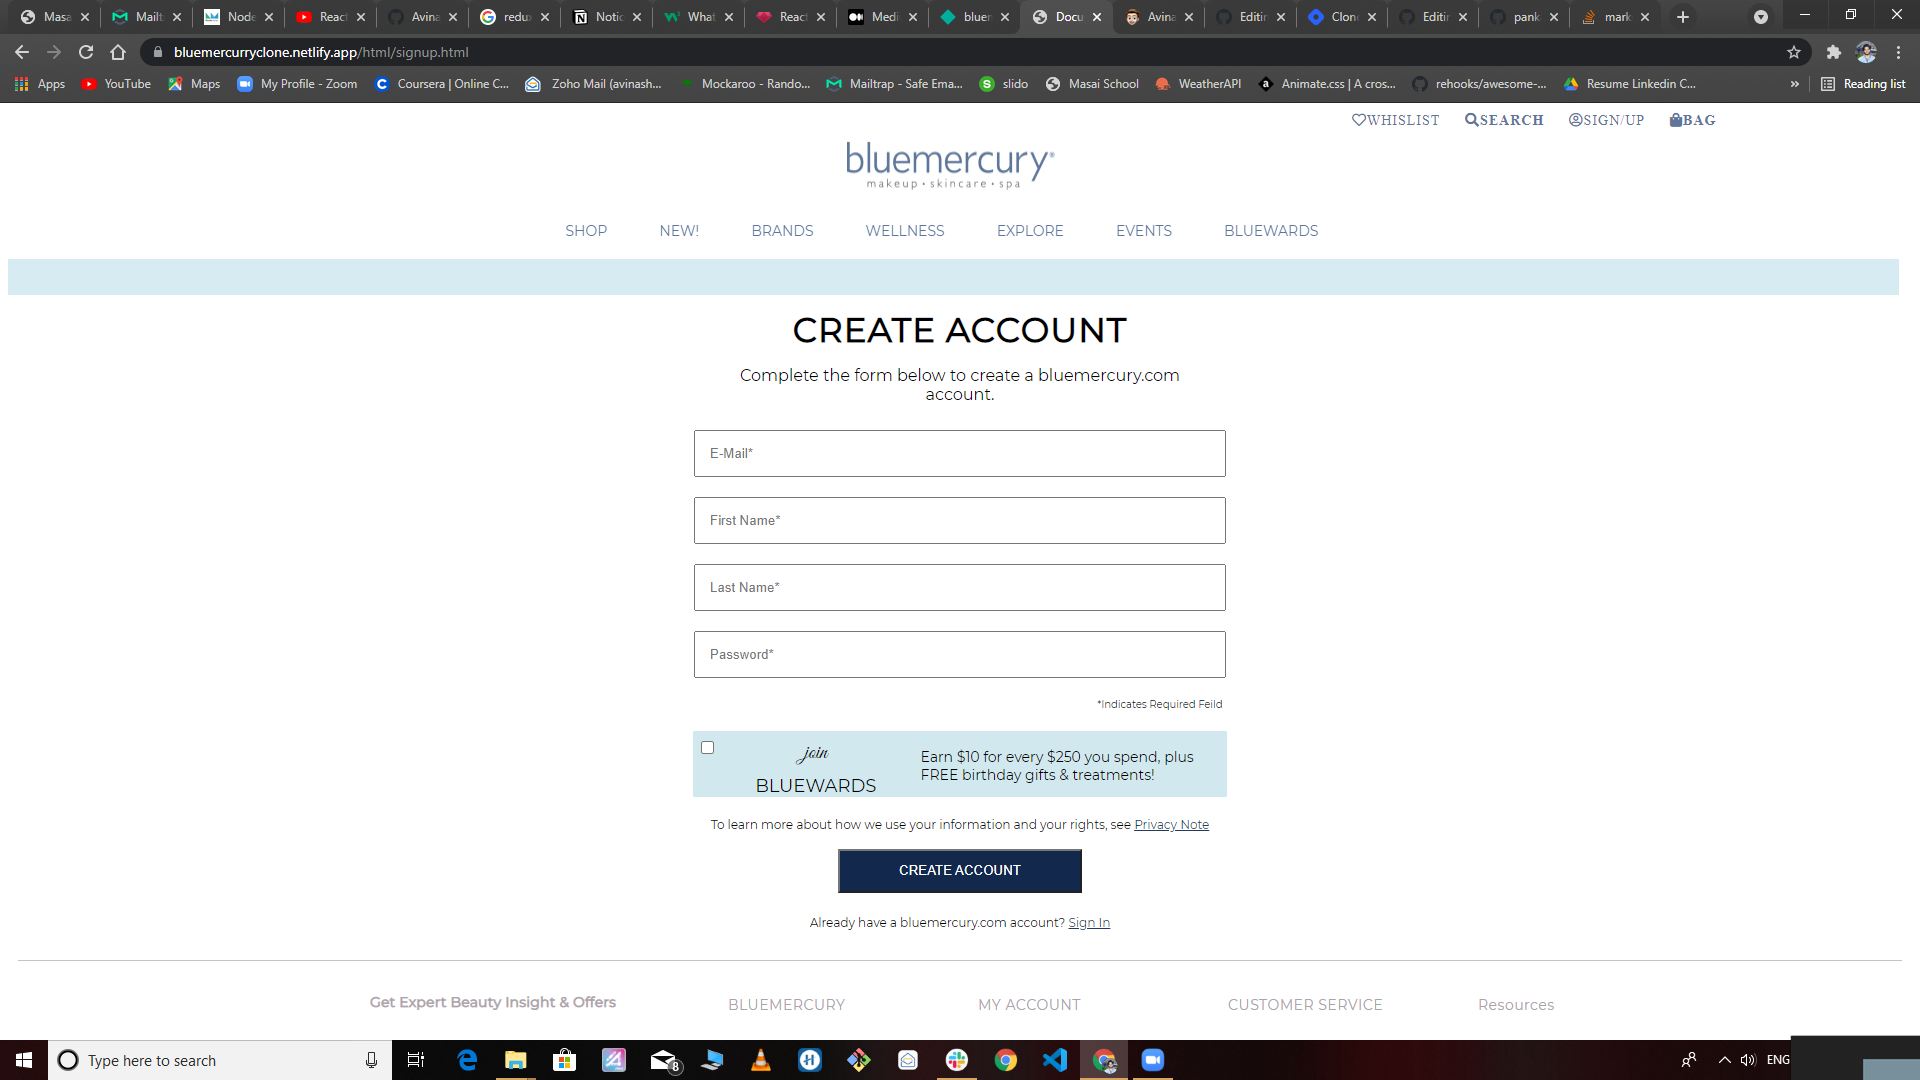 Masa
Mailt
Node
React
Avina
redux
Notic
What
React
Medi
bluer
Docu
Avina
Editin
Clone
Editin
pank
mark
bluemercurryclone.netlify.app/html/signup.html
Apps
YouTube
Maps
My Profile - Zoom
Coursera | Online C...
Zoho Mail (avinash...
Mockaroo - Rando...
Mailtrap - Safe Ema...
slido
Masai School
WeatherAPI
Animate.css | A cros...
rehooks/awesome-...
Resume Linkedin C...
»
Reading list
WHISLIST
SEARCH
SIGN/UP
BAG
bluemercury®
makeup • skincare • spa
SHOP
NEW!
BRANDS
WELLNESS
EXPLORE
EVENTS
BLUEWARDS
CREATE ACCOUNT
Complete the form below to create a bluemercury.com
account.
E-Mail*
First Name*
Last Name*
Password*
*Indicates Required Feild
join
BLUEWARDS
Earn $10 for every $250 you spend, plus
FREE birthday gifts & treatments!
To learn more about how we use your information and your rights, see Privacy Note
CREATE ACCOUNT
Already have a bluemercury.com account? Sign In
Get Expert Beauty Insight & Offers
BLUEMERCURY
MY ACCOUNT
CUSTOMER SERVICE
Resources
Type here to search
8
ENG